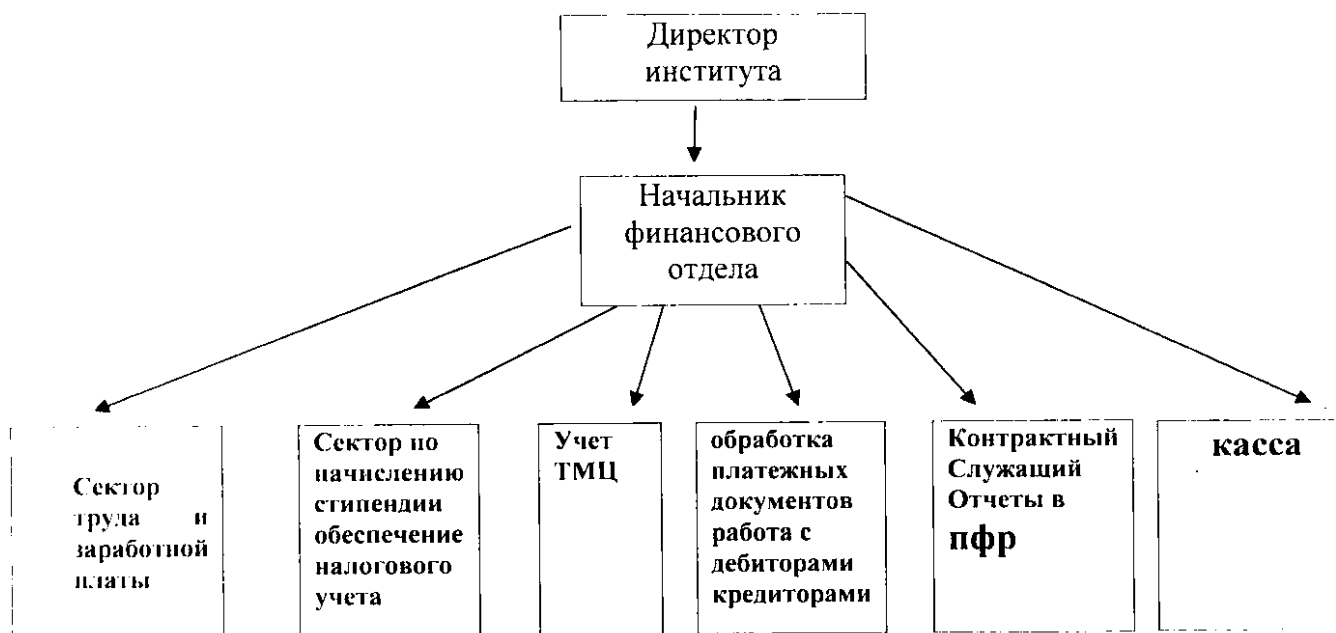 Директор
института
Начальник
финансового
отдела
Сектор
труда и
заработной
платы
Сектор по
начислению
стипендии
обеспечение
налогового
учета
Учет
ТМЦ
обработка
платежных
документов
работа с
дебиторами
кредиторами
Контрактный
Служащий
Отчеты в
пфр
касса